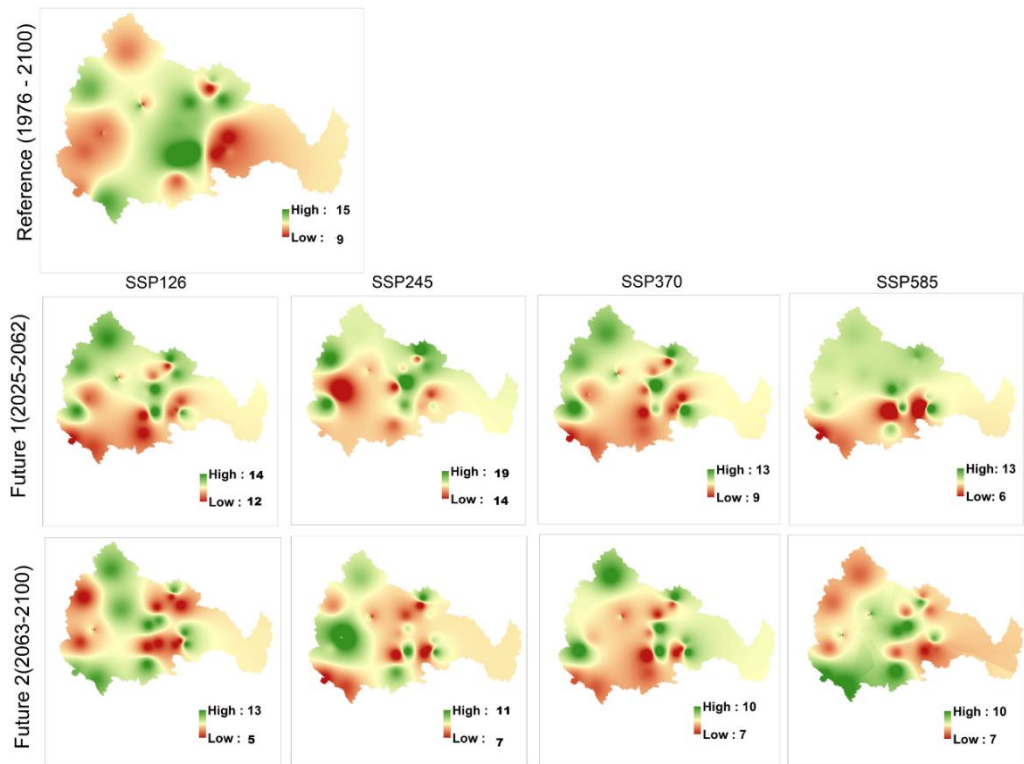 Reference (1976 - 2100)
High : 15
Low : 9
SSP126
SSP245
SSP370
SSP585
Future 1(2025-2062)
High : 14
Low : 12
High : 19
Low : 14
High : 13
Low : 9
High: 13
Low: 6
Future 2(2063-2100)
High : 13
Low : 5
High : 11
Low : 7
High : 10
Low : 7
High : 10
Low : 7